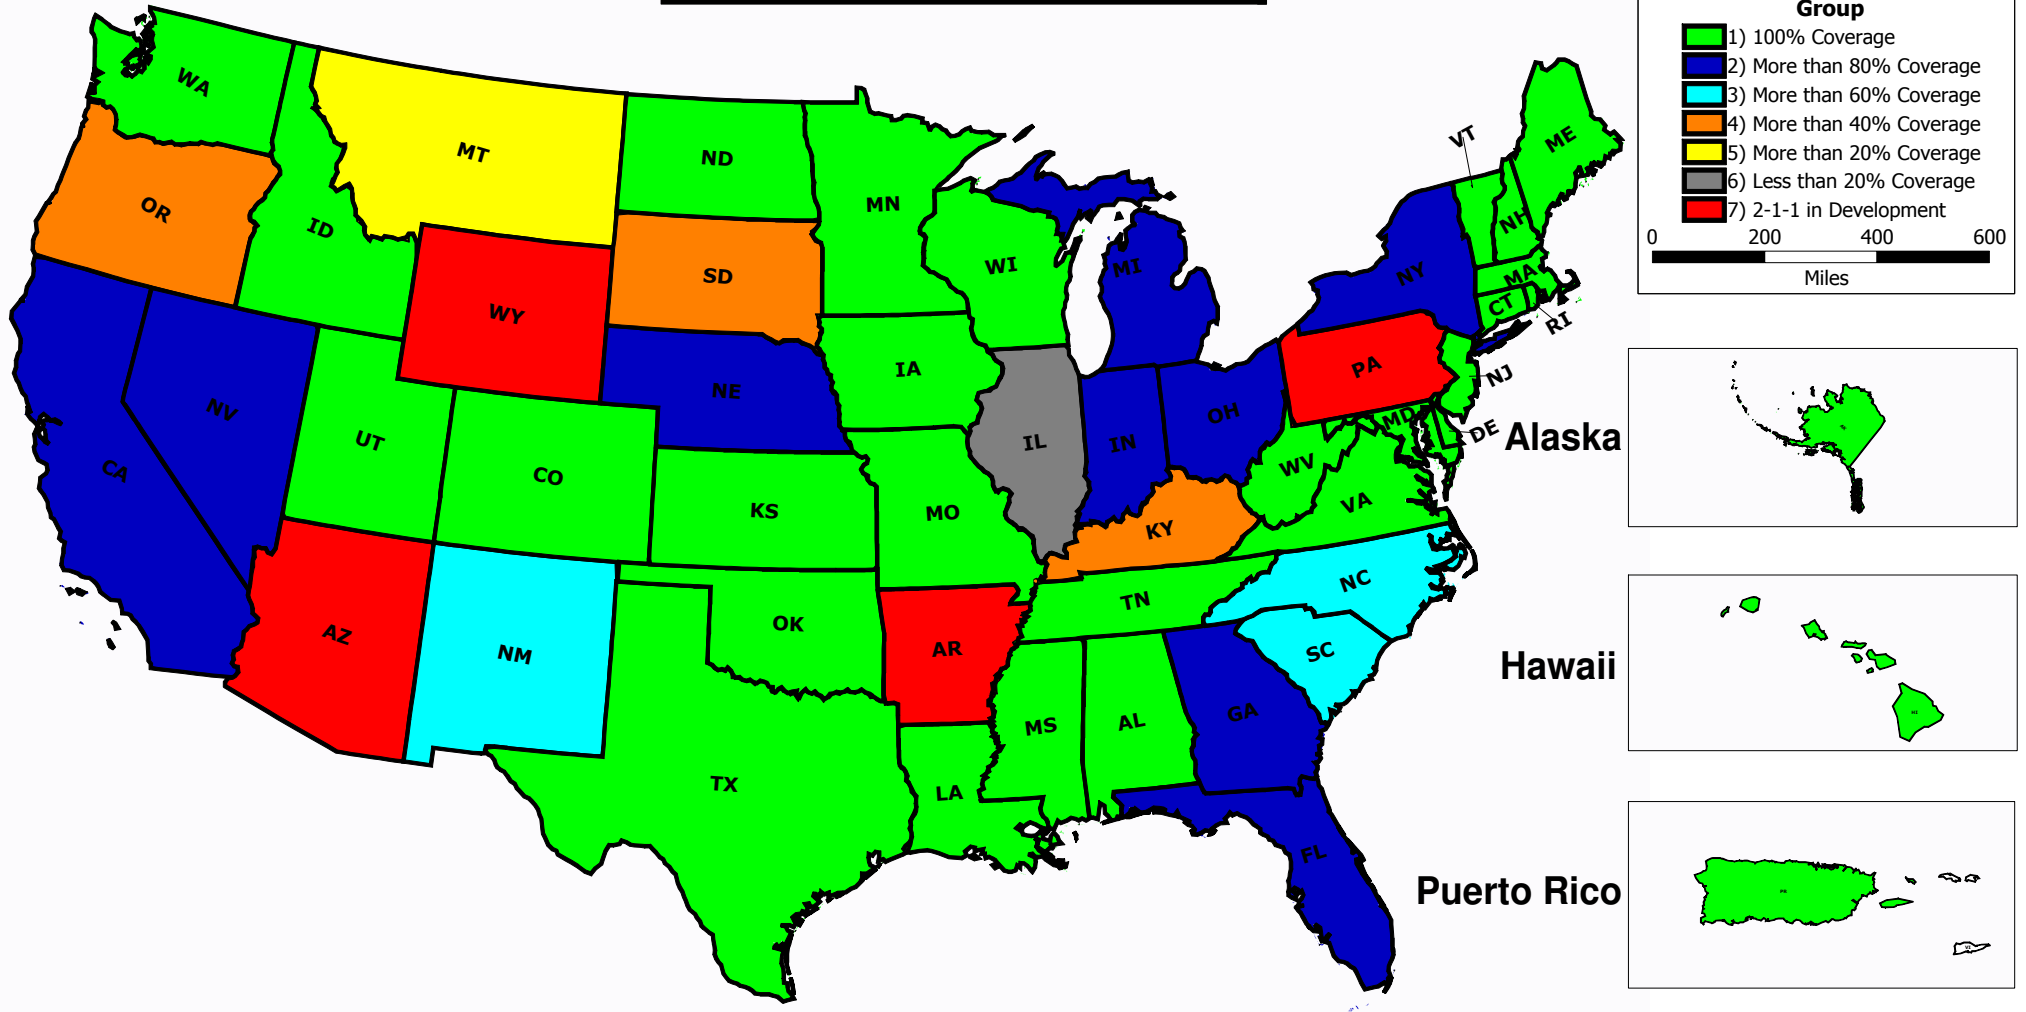 Group
1) 100% Coverage
2) More than 80% Coverage
3) More than 60% Coverage
4) More than 40% Coverage
5) More than 20% Coverage
6) Less than 20% Coverage
7) 2-1-1 in Development
0 200 400 600
Miles
WA
MT
ND
MN
OR
ID
WY
SD
WI
MI
NY
VT
NH
ME
MA
CT
RI
NV
CA
UT
CO
NE
IA
IL
IN
OH
PA
NJ
MD
DE
WV
VA
KS
MO
KY
AZ
NM
OK
AR
TN
NC
SC
TX
LA
MS
AL
GA
FL
Alaska
Hawaii
HI
Puerto Rico
PR
VI